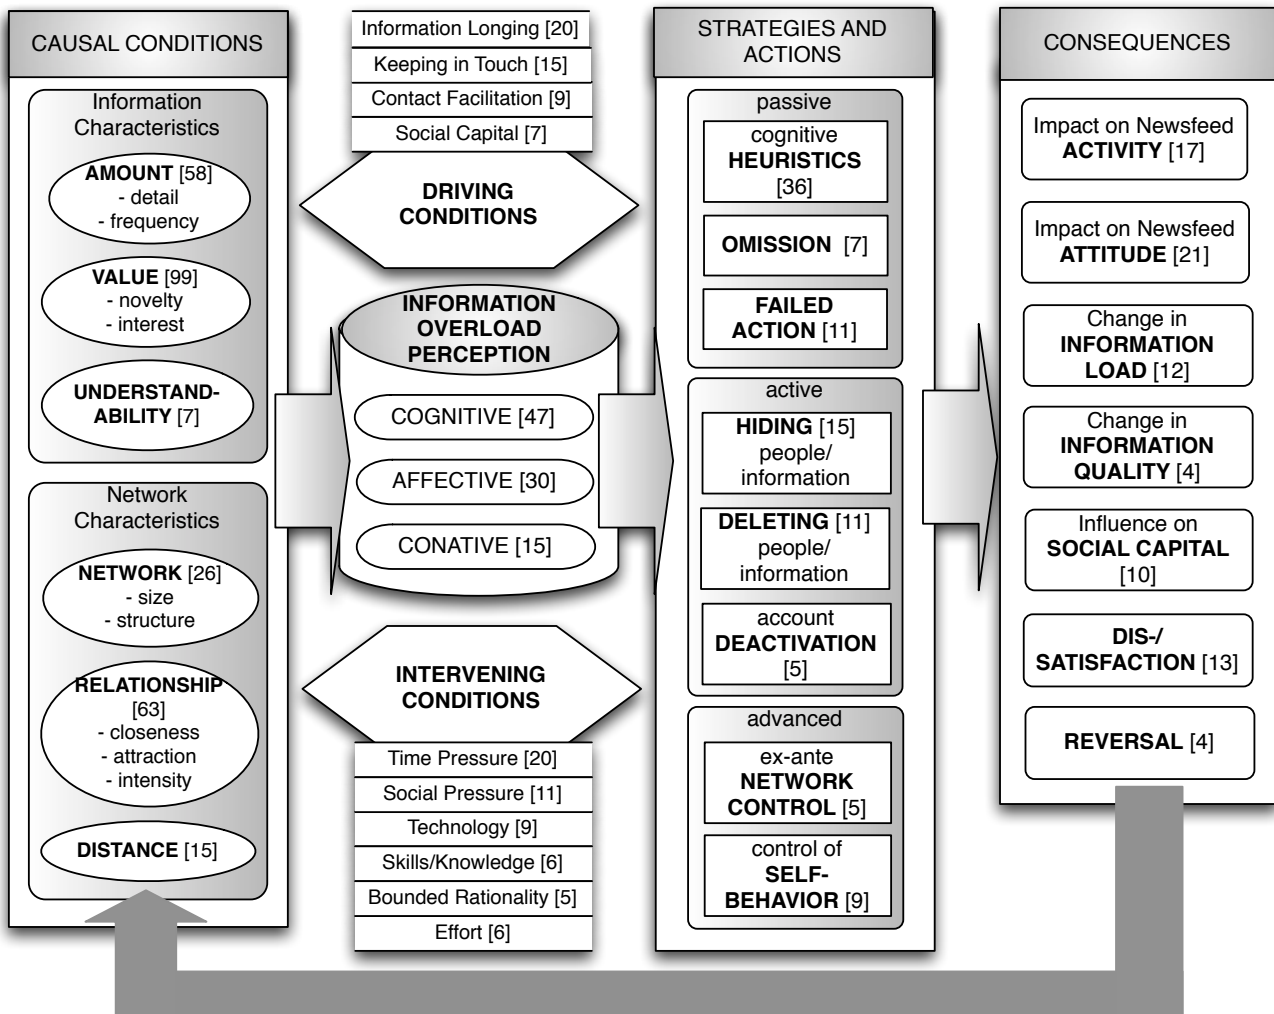 CAUSAL CONDITIONS
Information
Characteristics
AMOUNT [58]
- detail
- frequency
VALUE [99]
- novelty
- interest
UNDERSTAND-
ABILITY [7]
Network
Characteristics
NETWORK [26]
- size
- structure
RELATIONSHIP
[63]
- closeness
- attraction
- intensity
DISTANCE [15]
Information Longing [20]
Keeping in Touch [15]
Contact Facilitation [9]
Social Capital [7]
DRIVING
CONDITIONS
INFORMATION
OVERLOAD
PERCEPTION
COGNITIVE [47]
AFFECTIVE [30]
CONATIVE [15]
INTERVENING
CONDITIONS
Time Pressure [20]
Social Pressure [11]
Technology [9]
Skills/Knowledge [6]
Bounded Rationality [5]
Effort [6]
STRATEGIES AND
ACTIONS
passive
cognitive
HEURISTICS
[36]
OMISSION [7]
FAILED
ACTION [11]
active
HIDING [15]
people/
information
DELETING [11]
people/
information
account
DEACTIVATION
[5]
advanced
ex-ante
NETWORK
CONTROL [5]
control of
SELF-
BEHAVIOR [9]
CONSEQUENCES
Impact on Newsfeed
ACTIVITY [17]
Impact on Newsfeed
ATTITUDE [21]
Change in
INFORMATION
LOAD [12]
Change in
INFORMATION
QUALITY [4]
Influence on
SOCIAL CAPITAL
[10]
DIS-/
SATISFACTION [13]
REVERSAL [4]